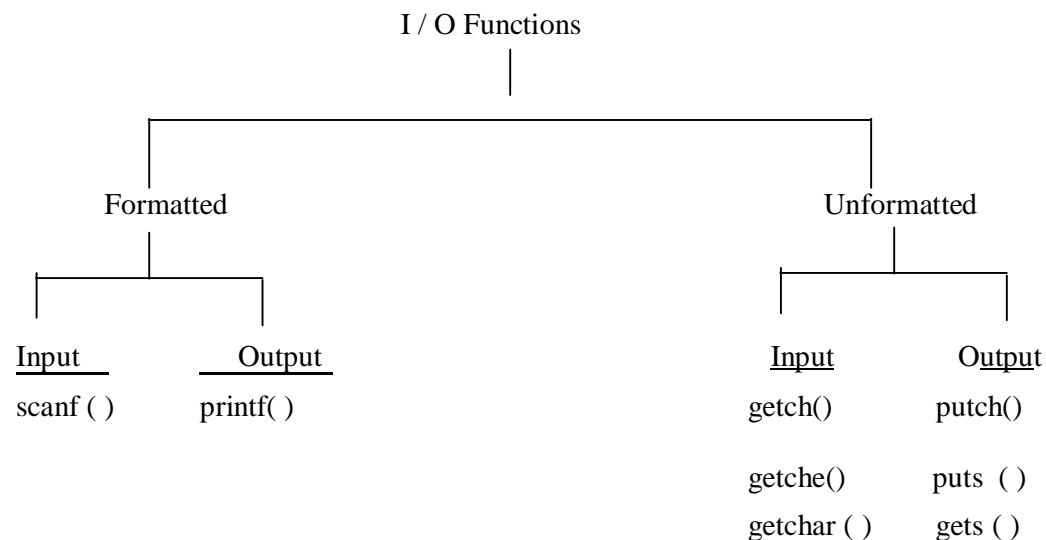 I / O Functions
Formatted Unformatted
Input Output Input Output
scanf ( ) printf( ) getch() putch()
getche() puts ( )
getchar ( ) gets ( )